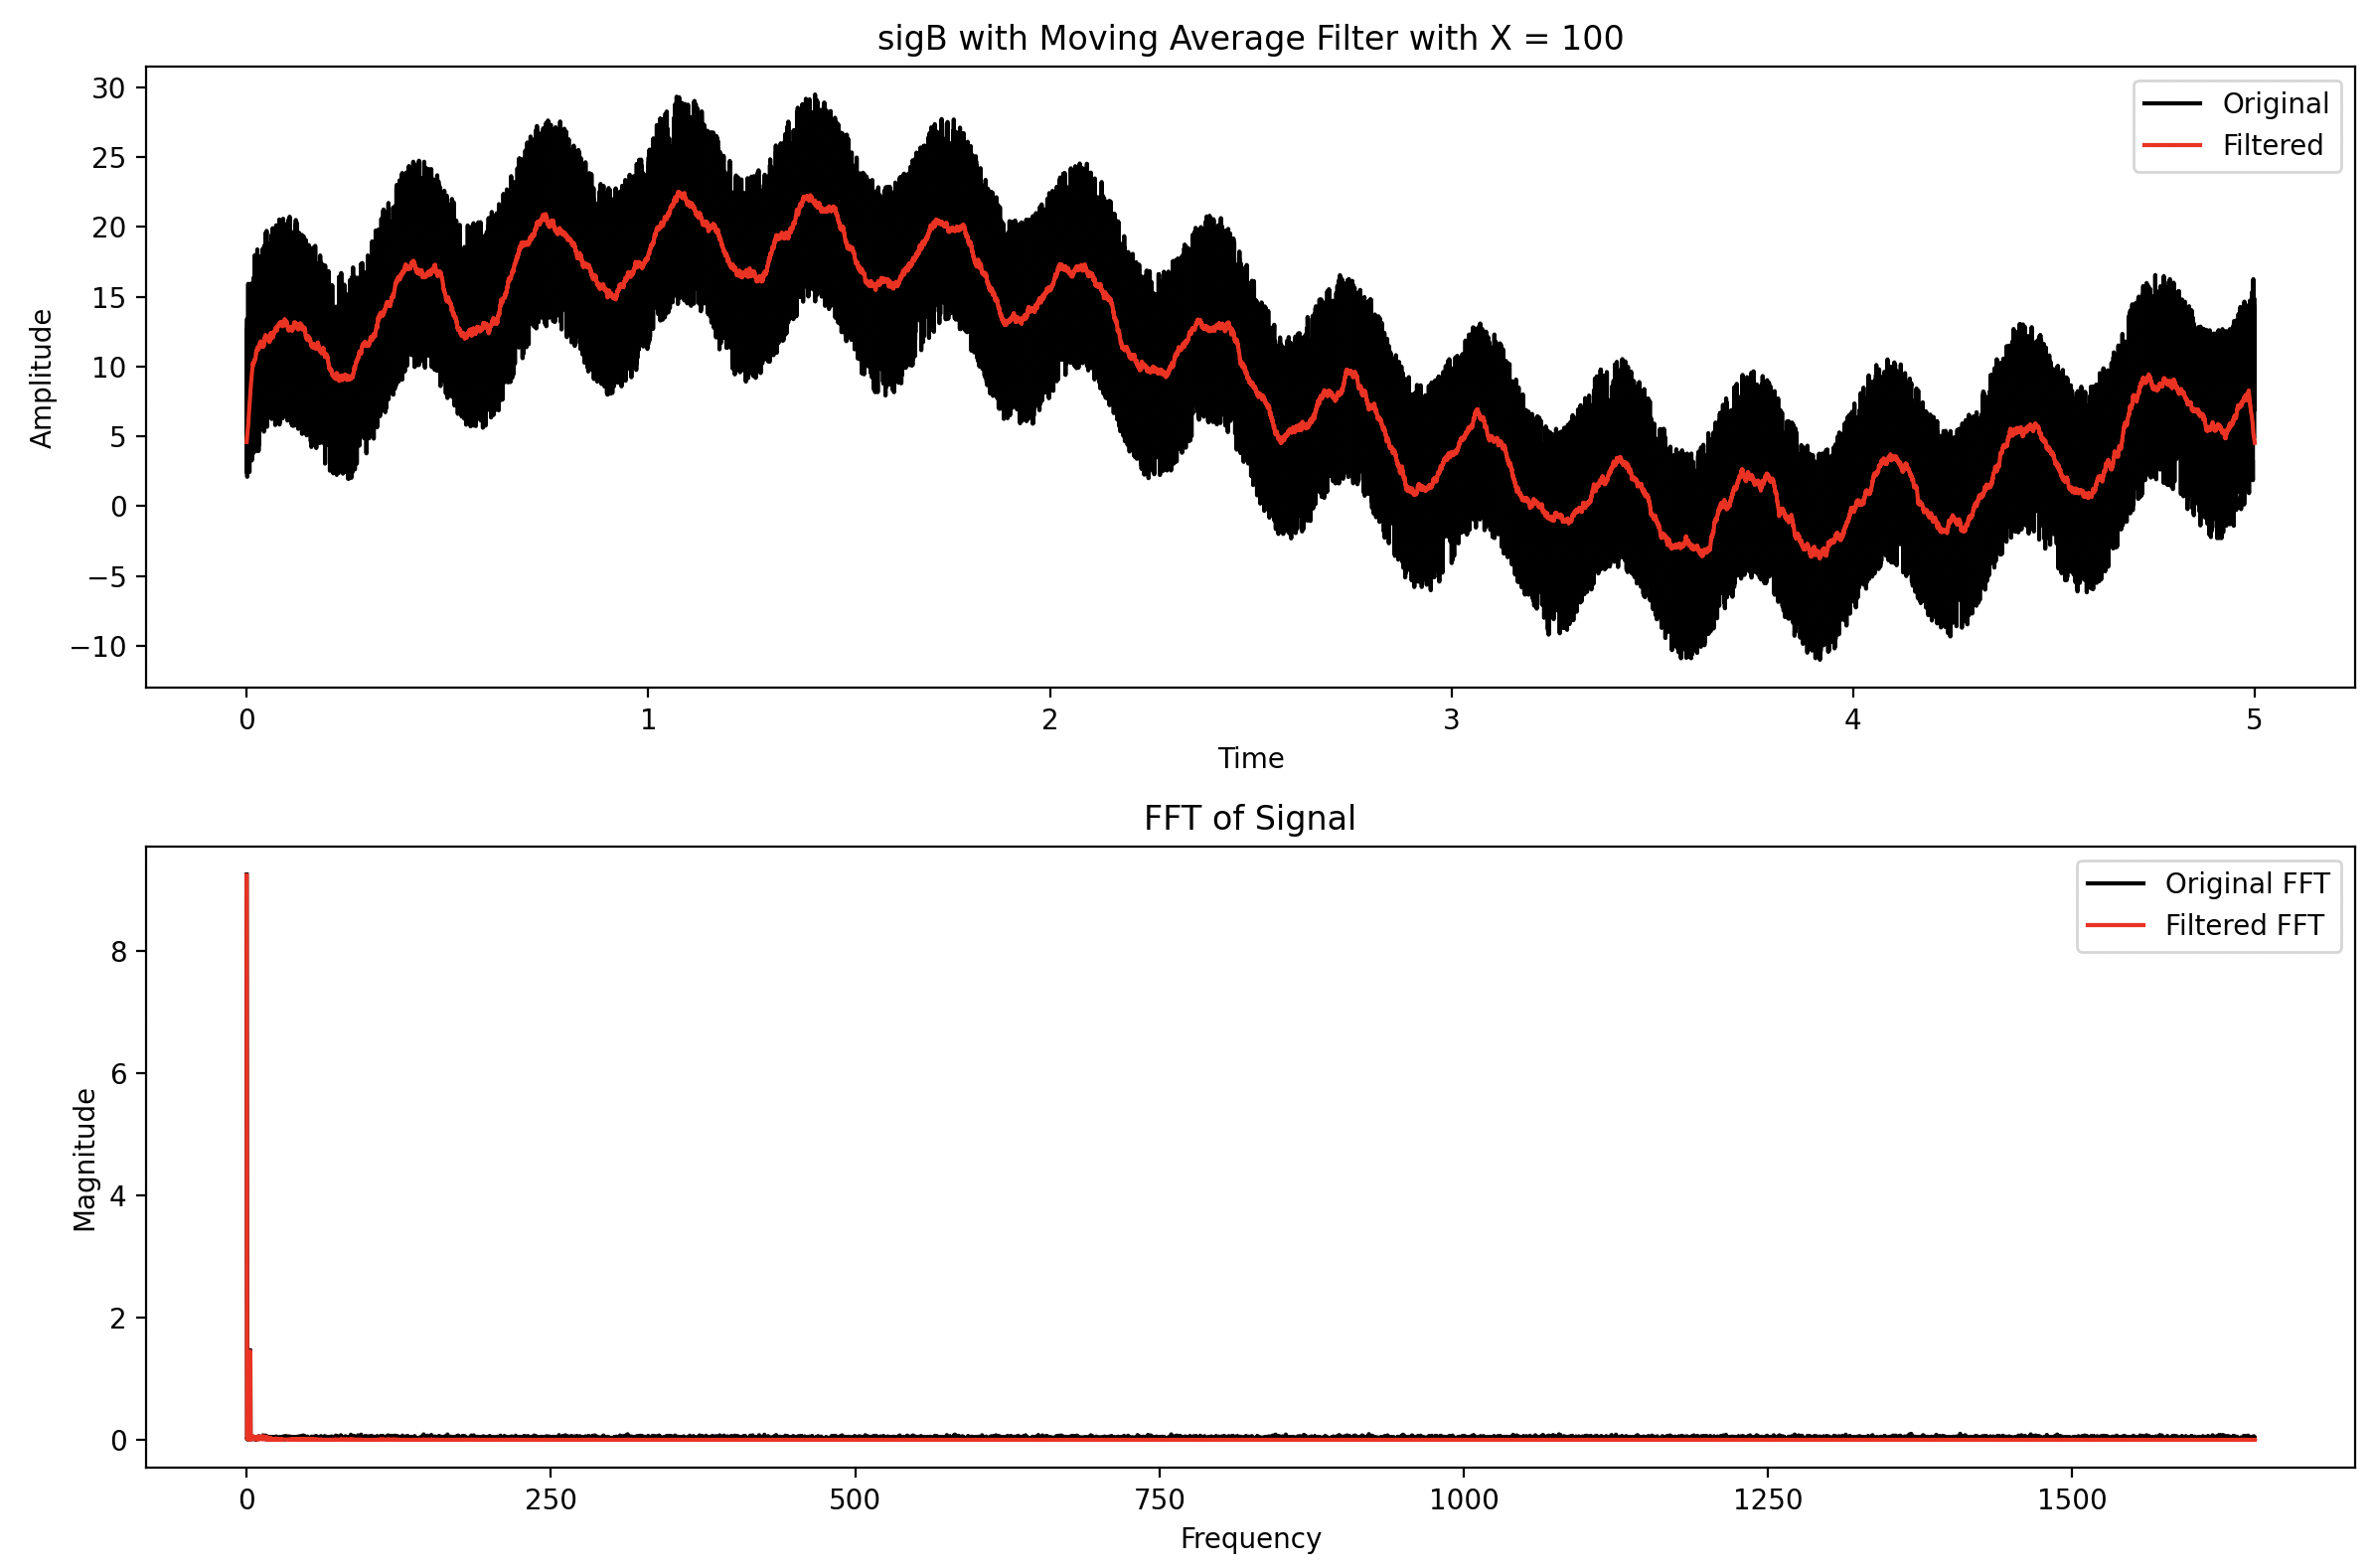 sigB with Moving Average Filter with X = 100
30
25
20
15
10
5
0
−5
−10
Amplitude
Original
Filtered
0 1 2 3 4 5
Time
FFT of Signal
8
6
4
2
0
Magnitude
Original FFT
Filtered FFT
0 250 500 750 1000 1250 1500
Frequency